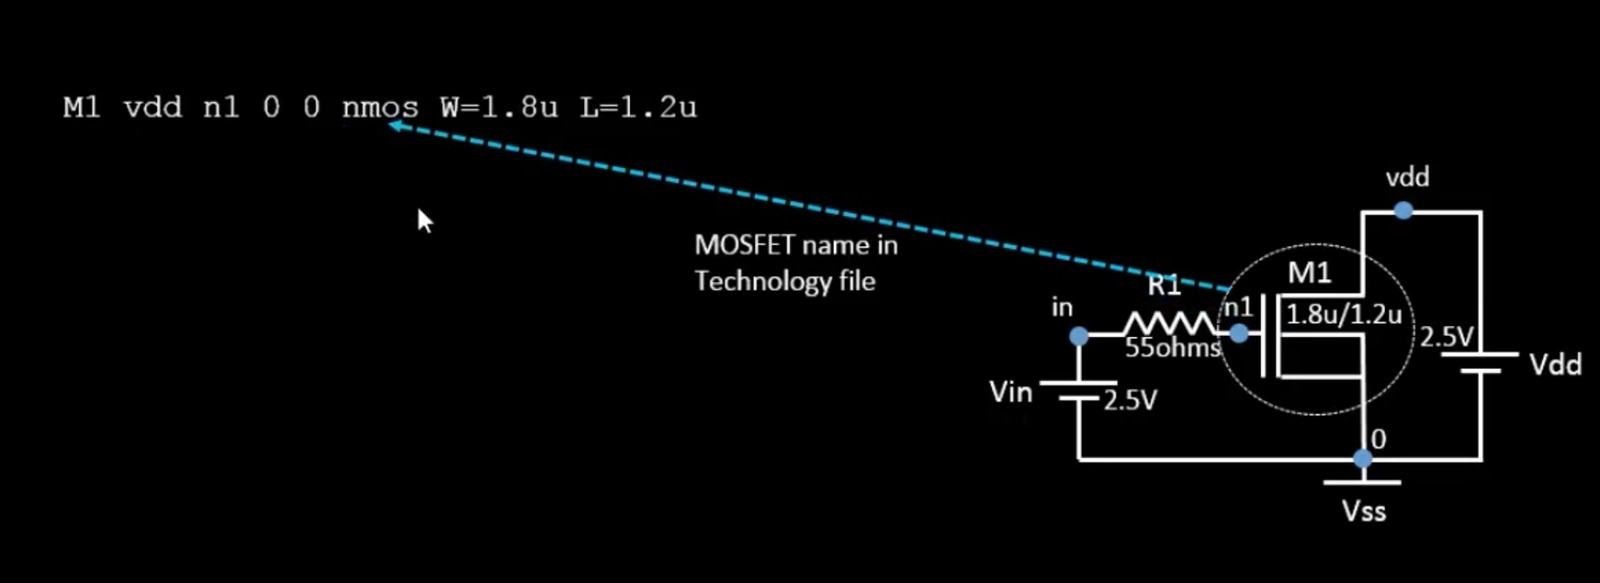 M1 vdd n1 0 0 nmos W=1.8u L=1.2u
vdd
MOSFET name in
Technology file
R1
M1
in
n1
1.8u/1.2u
55ohms
2.5V
Vdd
Vin
2.5V
0
Vss